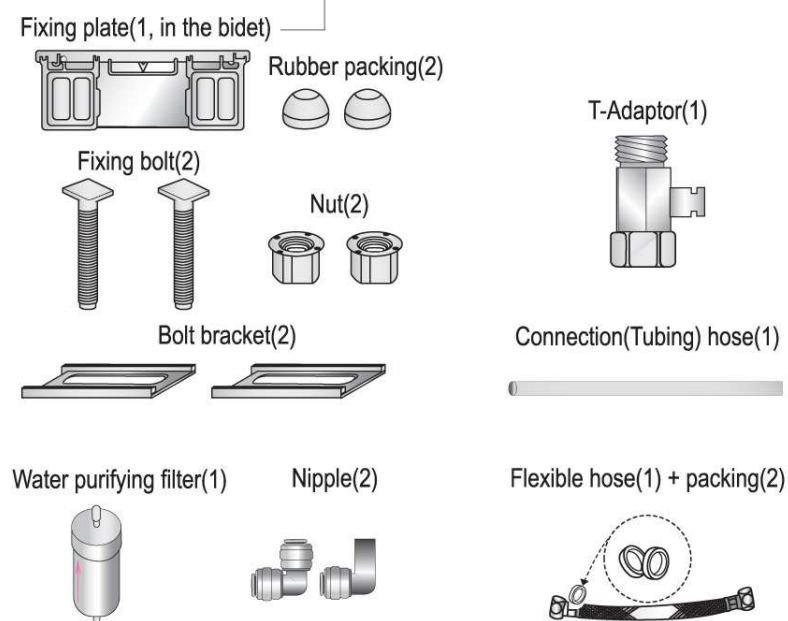 Fixing plate(1, in the bidet)
Rubber packing(2)
T-Adaptor(1)
Fixing bolt(2)
Nut(2)
Bolt bracket(2)
Connection(Tubing) hose(1)
Water purifying filter(1)
Nipple(2)
Flexible hose(1) + packing(2)